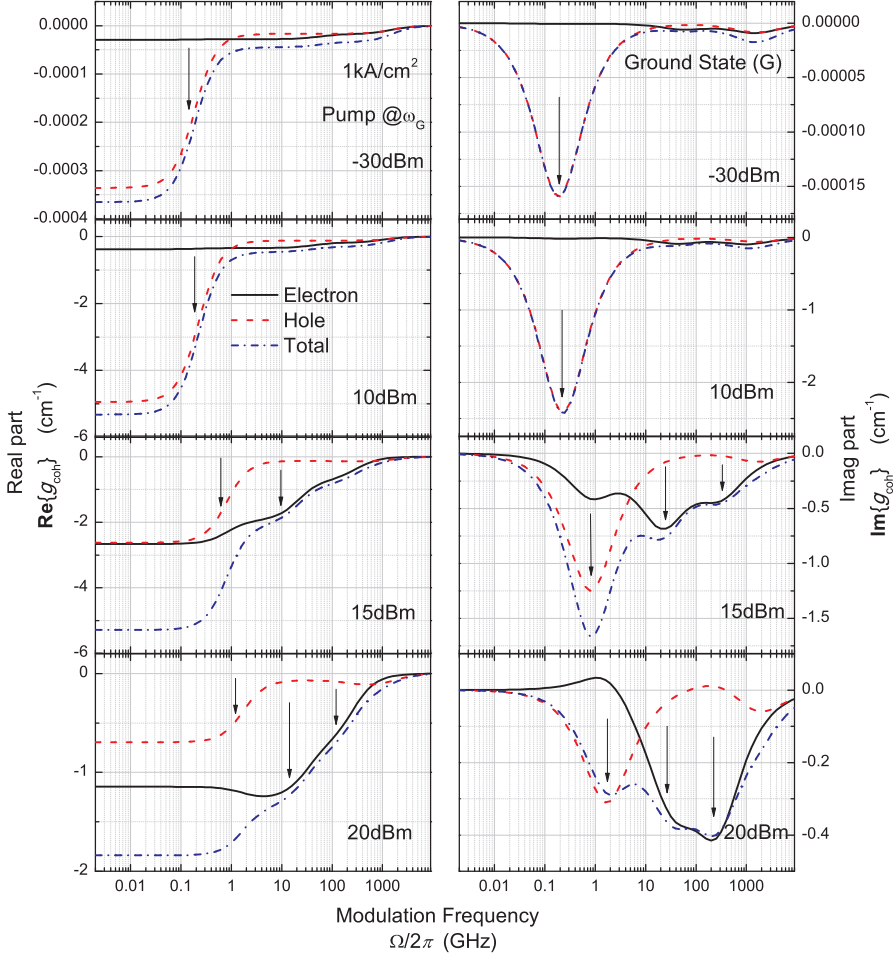 0.0000
-0.0001
-0.0002
-0.0003
-0.0004
1kA/cm²
Pump @ω_G
-30dBm
0.00000
-0.00005
-0.00010
-0.00015
Ground State (G)
-30dBm
0
-2
-4
-6
Electron
Hole
Total
10dBm
0
-1
-2
10dBm
Real part (cm⁻¹)
Re{g_coh}
Imag part (cm⁻¹)
Im{g_coh}
0
-2
-4
-6
15dBm
0.0
-0.5
-1.0
-1.5
15dBm
0
-1
-2
20dBm
0.0
-0.2
-0.4
20dBm
0.01 0.1 1 10 100 1000
0.01 0.1 1 10 100 1000
Modulation Frequency
Ω/2π (GHz)